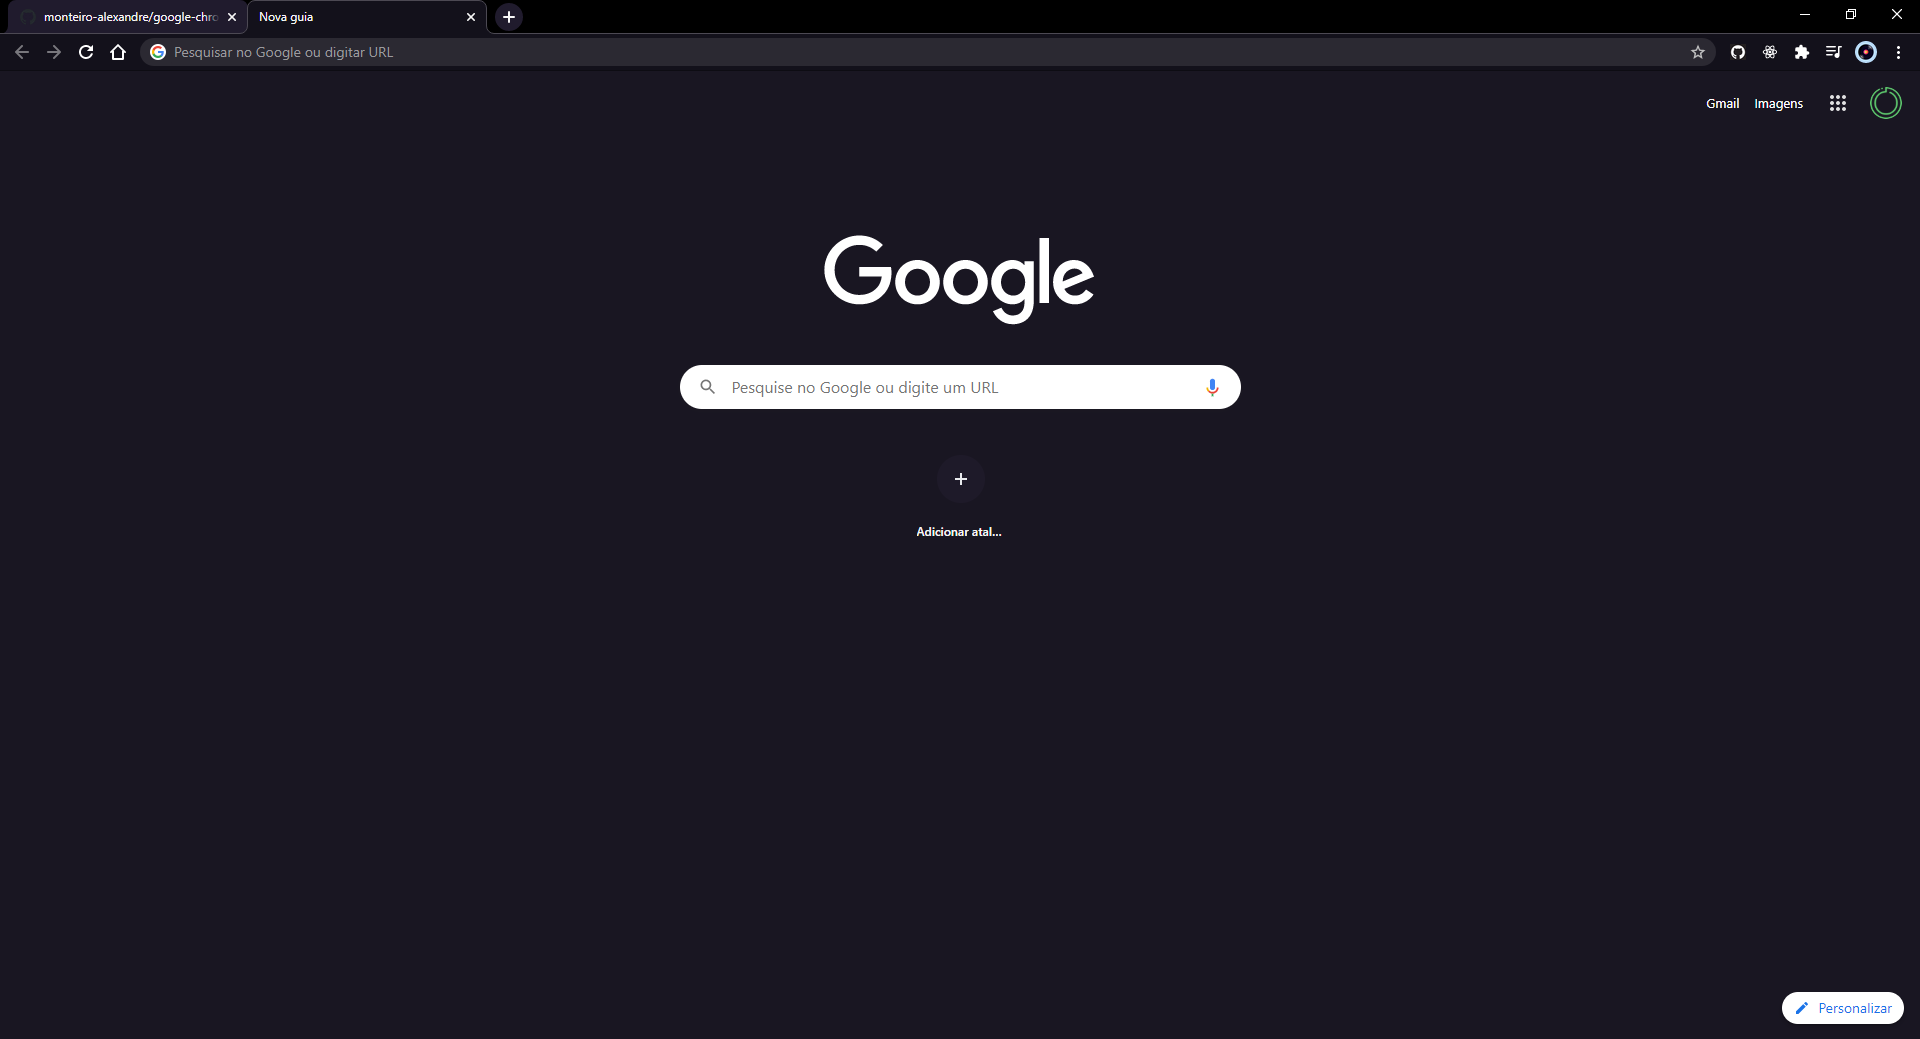 monteiro-alexandre/google-chro
Nova guia
Pesquisar no Google ou digitar URL
Gmail
Imagens
Google
Pesquise no Google ou digite um URL
Adicionar atal...
Personalizar